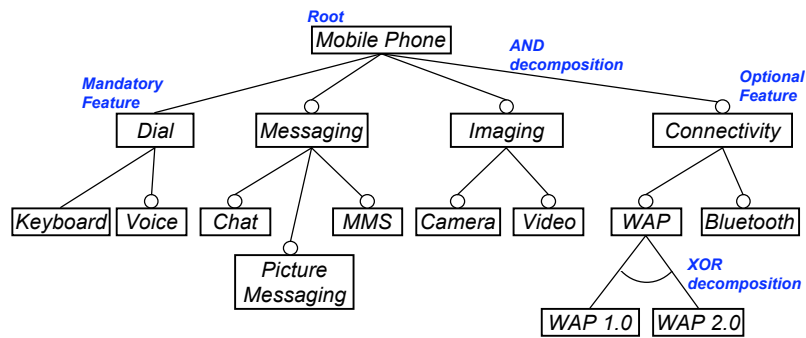 Root
Mobile Phone
AND
decomposition
Mandatory
Feature
Optional
Feature
Dial
Messaging
Imaging
Connectivity
Keyboard
Voice
Chat
MMS
Camera
Video
WAP
Bluetooth
Picture
Messaging
XOR
decomposition
WAP 1.0
WAP 2.0